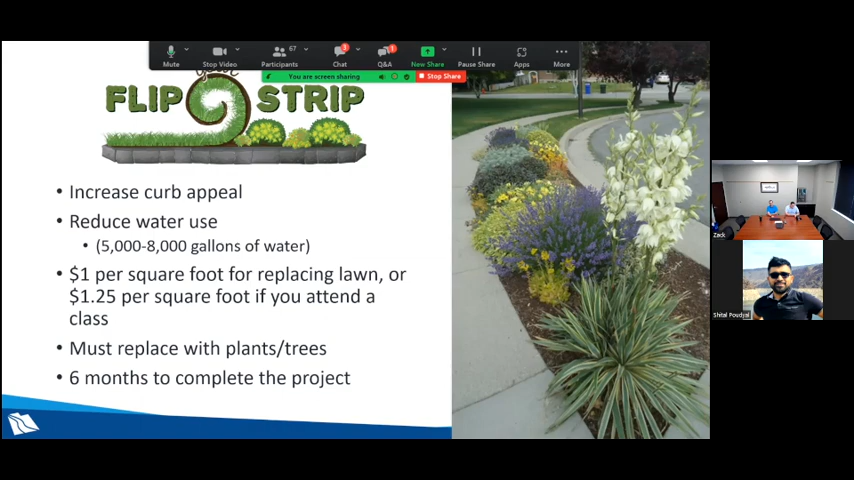 67
1
1
Mute
Stop Video
Participants
Chat
Q&A
New Share
Pause Share
Apps
More
You are screen sharing
Stop Share
FLIP STRIP
• Increase curb appeal
• Reduce water use
• (5,000-8,000 gallons of water)
• $1 per square foot for replacing lawn, or
$1.25 per square foot if you attend a
class
• Must replace with plants/trees
• 6 months to complete the project
Zack
Shital Poudyal